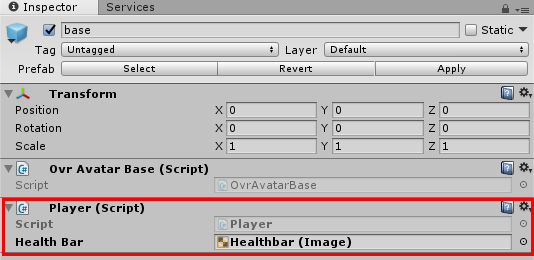 Inspector Services
base Static
Tag Untagged Layer Default
Prefab Select Revert Apply
Transform
Position X 0 Y 0 Z 0
Rotation X 0 Y 0 Z 0
Scale X 1 Y 1 Z 1
Ovr Avatar Base (Script)
Script OvrAvatarBase
Player (Script)
Script Player
Health Bar Healthbar (Image)